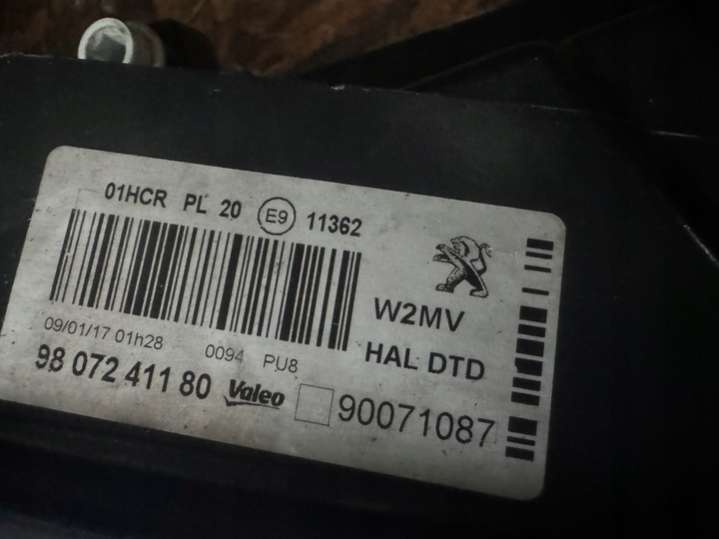 01HCR PL 20 E9 11362
W2MV
HAL DTD
09/01/17 01h28 0094 PU8
98 072 411 80 Valeo 90071087